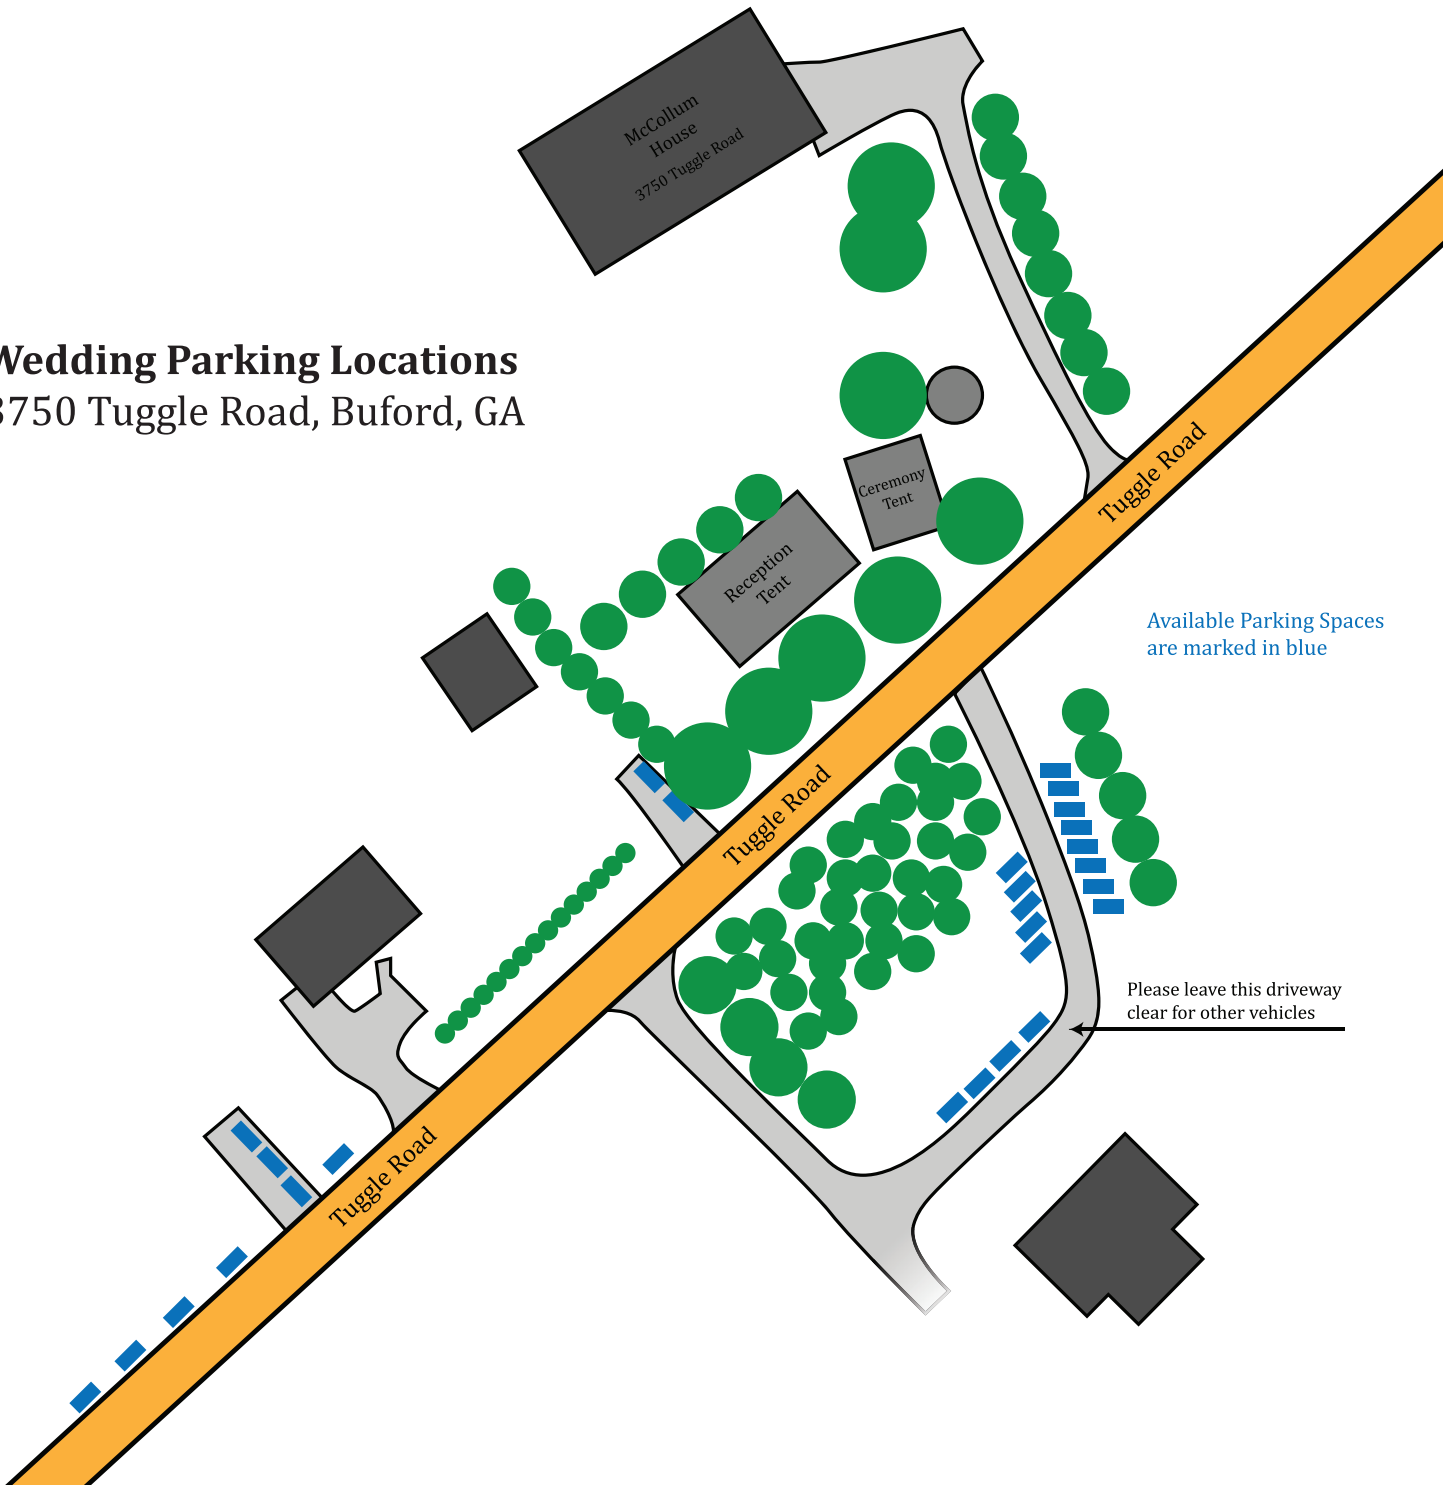 McCollum
House
3750 Tuggle Road
Wedding Parking Locations
3750 Tuggle Road, Buford, GA
Tuggle Road
Ceremony
Tent
Reception
Tent
Available Parking Spaces
are marked in blue
Tuggle Road
Please leave this driveway
clear for other vehicles
Tuggle Road